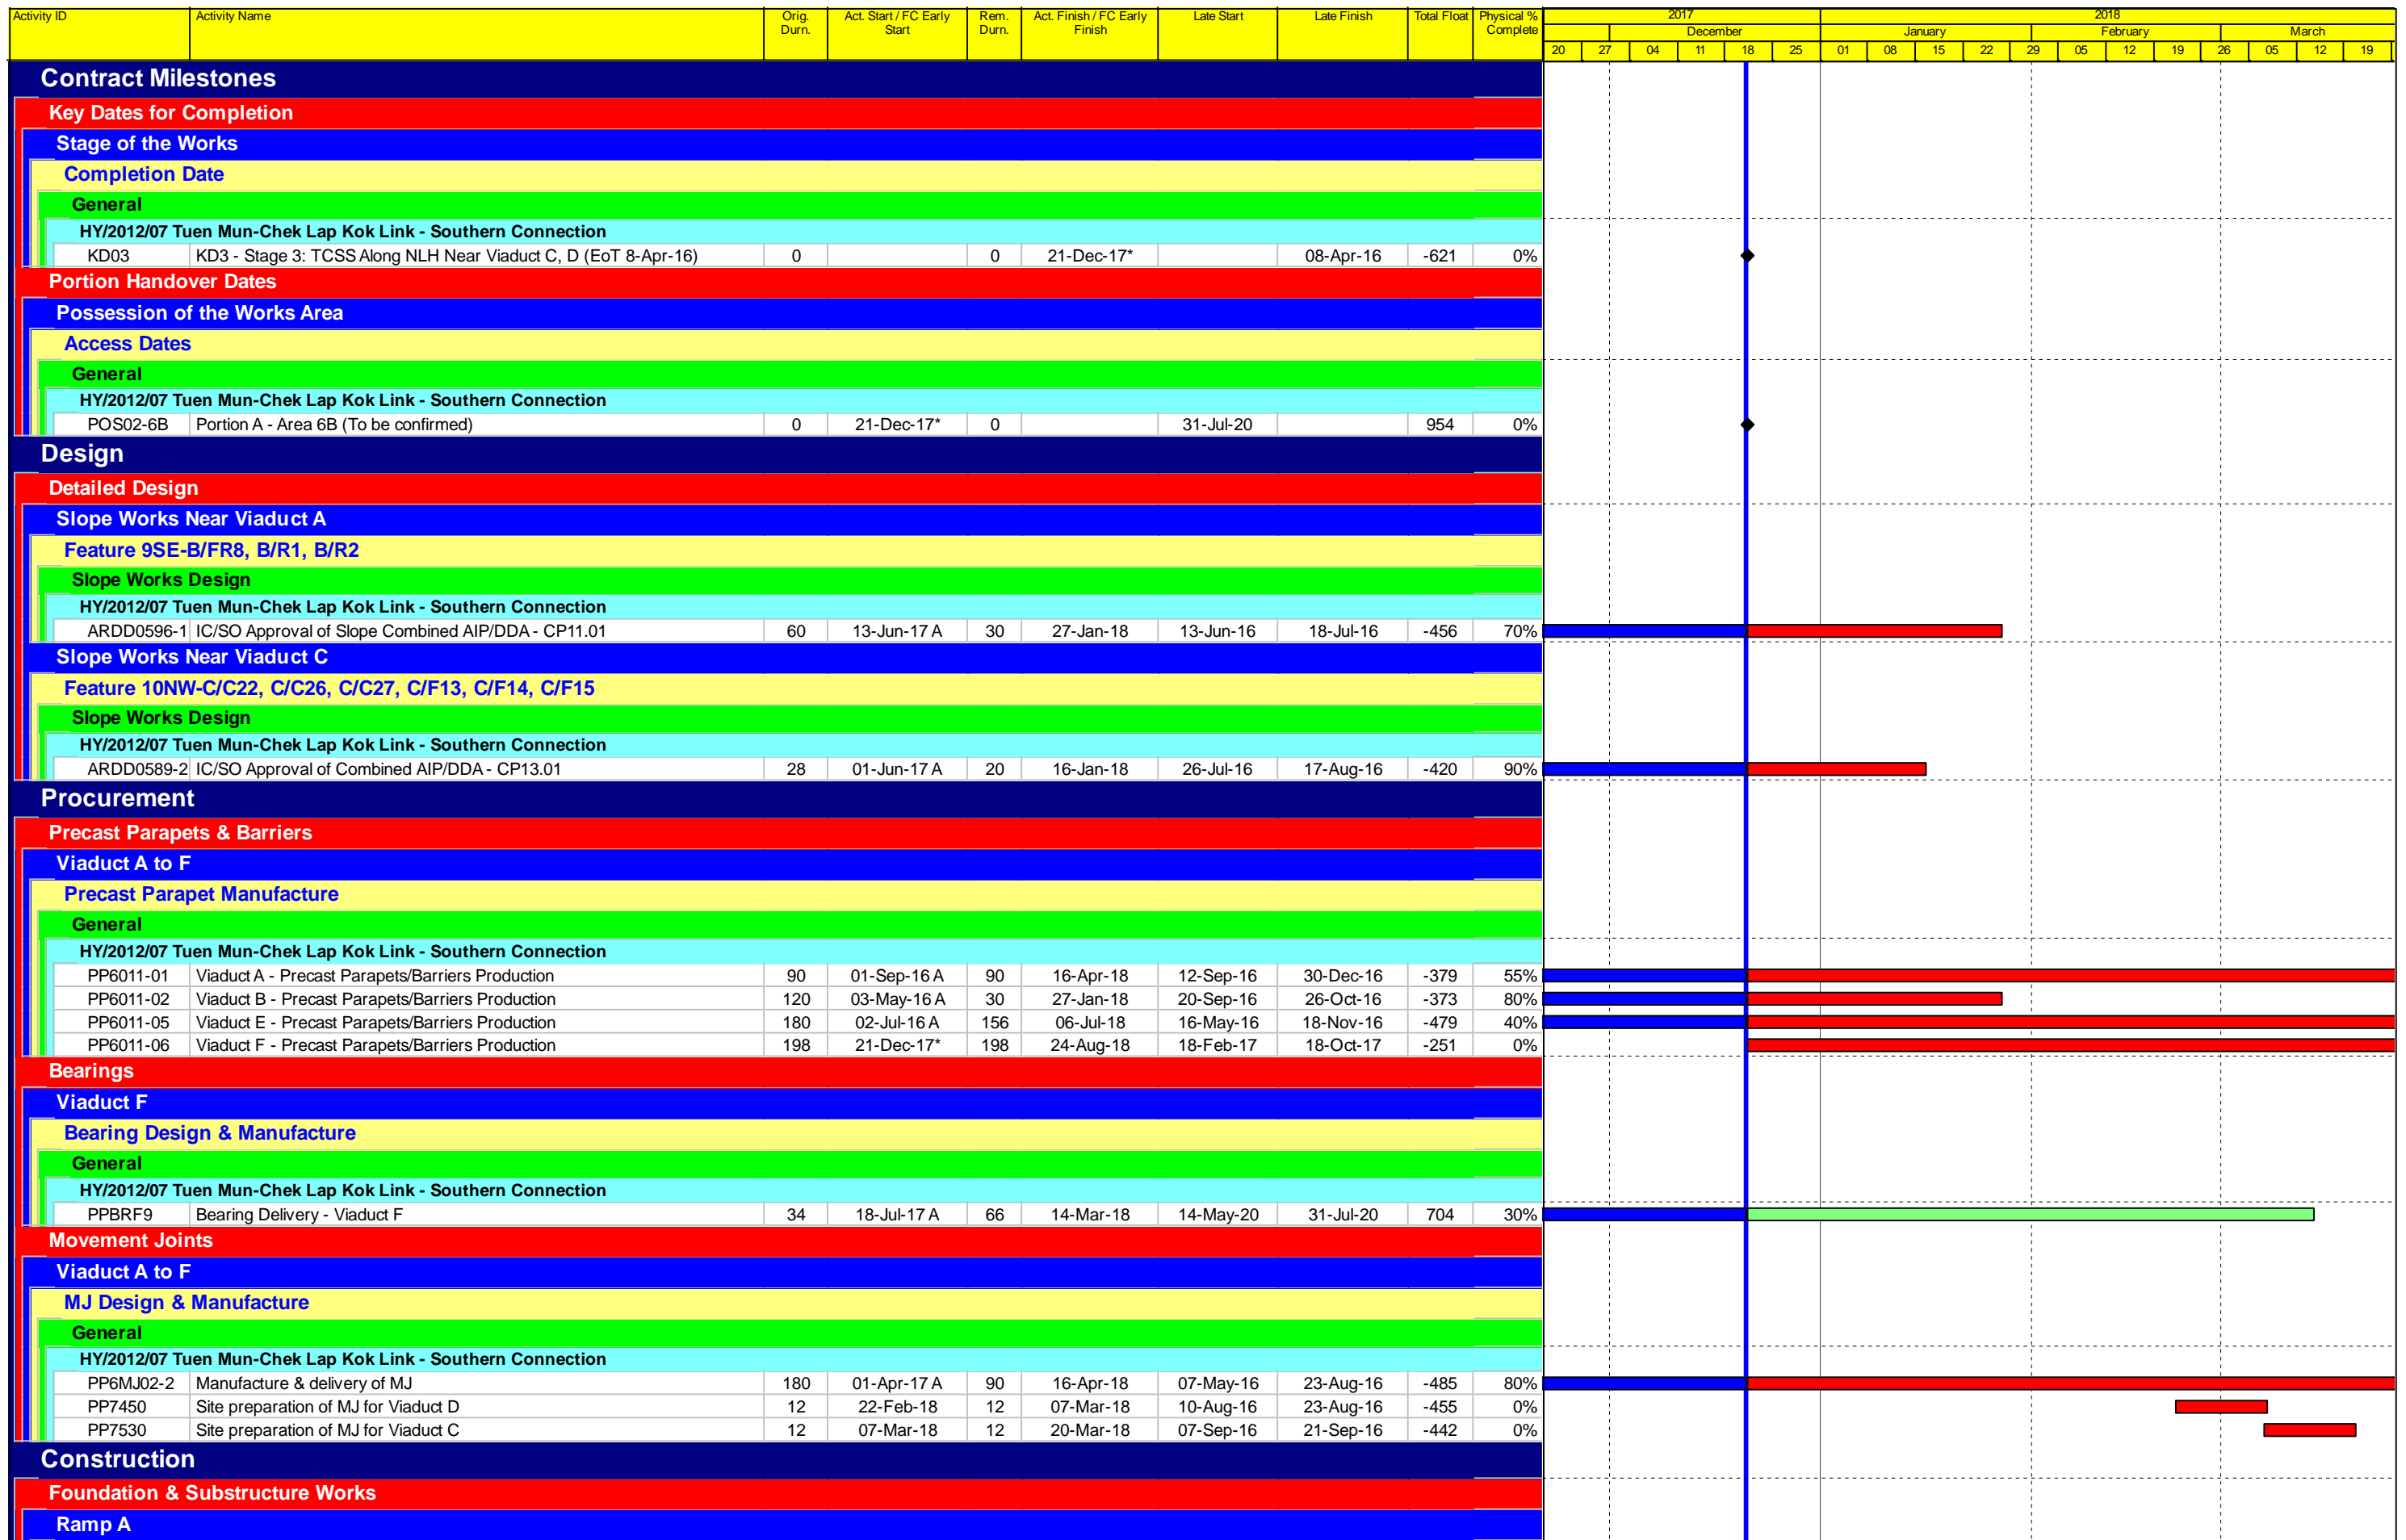 Activity ID Activity Name Orig. Durn. Act. Start / FC Early Start Rem. Durn. Act. Finish / FC Early Finish Late Start Late Finish Total Float Physical % Complete
2017 2018
December January February March
20 27 04 11 18 25 01 08 15 22 29 05 12 19 26 05 12 19
Contract Milestones
Key Dates for Completion
Stage of the Works
Completion Date
General
HY/2012/07 Tuen Mun-Chek Lap Kok Link - Southern Connection
KD03 KD3 - Stage 3: TCSS Along NLH Near Viaduct C, D (EoT 8-Apr-16) 0 0 21-Dec-17* 08-Apr-16 -621 0%
Portion Handover Dates
Possession of the Works Area
Access Dates
General
HY/2012/07 Tuen Mun-Chek Lap Kok Link - Southern Connection
POS02-6B Portion A - Area 6B (To be confirmed) 0 21-Dec-17* 0 31-Jul-20 954 0%
Design
Detailed Design
Slope Works Near Viaduct A
Feature 9SE-B/FR8, B/R1, B/R2
Slope Works Design
HY/2012/07 Tuen Mun-Chek Lap Kok Link - Southern Connection
ARDD0596-1 IC/SO Approval of Slope Combined AIP/DDA - CP11.01 60 13-Jun-17 A 30 27-Jan-18 13-Jun-16 18-Jul-16 -456 70%
Slope Works Near Viaduct C
Feature 10NW-C/C22, C/C26, C/C27, C/F13, C/F14, C/F15
Slope Works Design
HY/2012/07 Tuen Mun-Chek Lap Kok Link - Southern Connection
ARDD0589-2 IC/SO Approval of Combined AIP/DDA - CP13.01 28 01-Jun-17 A 20 16-Jan-18 26-Jul-16 17-Aug-16 -420 90%
Procurement
Precast Parapets & Barriers
Viaduct A to F
Precast Parapet Manufacture
General
HY/2012/07 Tuen Mun-Chek Lap Kok Link - Southern Connection
PP6011-01 Viaduct A - Precast Parapets/Barriers Production 90 01-Sep-16 A 90 16-Apr-18 12-Sep-16 30-Dec-16 -379 55%
PP6011-02 Viaduct B - Precast Parapets/Barriers Production 120 03-May-16 A 30 27-Jan-18 20-Sep-16 26-Oct-16 -373 80%
PP6011-05 Viaduct E - Precast Parapets/Barriers Production 180 02-Jul-16 A 156 06-Jul-18 16-May-16 18-Nov-16 -479 40%
PP6011-06 Viaduct F - Precast Parapets/Barriers Production 198 21-Dec-17* 198 24-Aug-18 18-Feb-17 18-Oct-17 -251 0%
Bearings
Viaduct F
Bearing Design & Manufacture
General
HY/2012/07 Tuen Mun-Chek Lap Kok Link - Southern Connection
PPBRF9 Bearing Delivery - Viaduct F 34 18-Jul-17 A 66 14-Mar-18 14-May-20 31-Jul-20 704 30%
Movement Joints
Viaduct A to F
MJ Design & Manufacture
General
HY/2012/07 Tuen Mun-Chek Lap Kok Link - Southern Connection
PP6MJ02-2 Manufacture & delivery of MJ 180 01-Apr-17 A 90 16-Apr-18 07-May-16 23-Aug-16 -485 80%
PP7450 Site preparation of MJ for Viaduct D 12 22-Feb-18 12 07-Mar-18 10-Aug-16 23-Aug-16 -455 0%
PP7530 Site preparation of MJ for Viaduct C 12 07-Mar-18 12 20-Mar-18 07-Sep-16 21-Sep-16 -442 0%
Construction
Foundation & Substructure Works
Ramp A